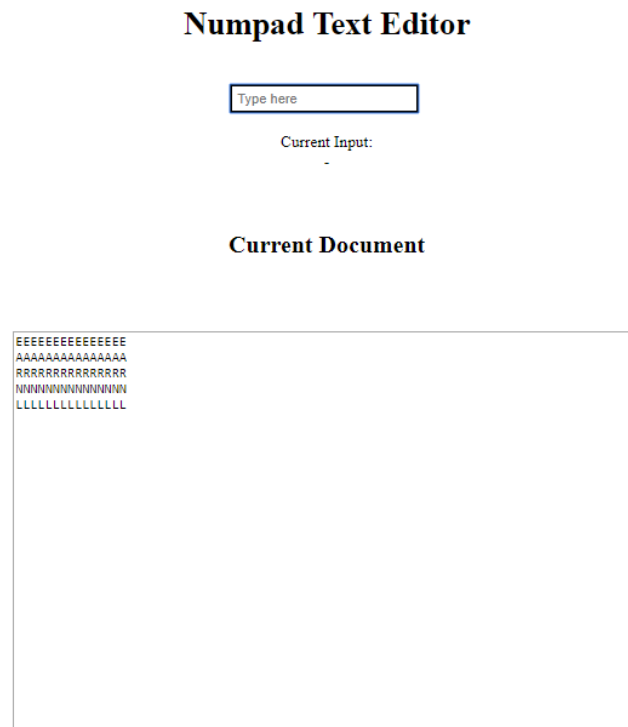 Numpad Text Editor
Type here
Current Input:
-
Current Document
EEEEEEEEEEEEEEE
AAAAAAAAAAAAAAA
RRRRRRRRRRRRRRR
NNNNNNNNNNNNNNN
LLLLLLLLLLLLLLL